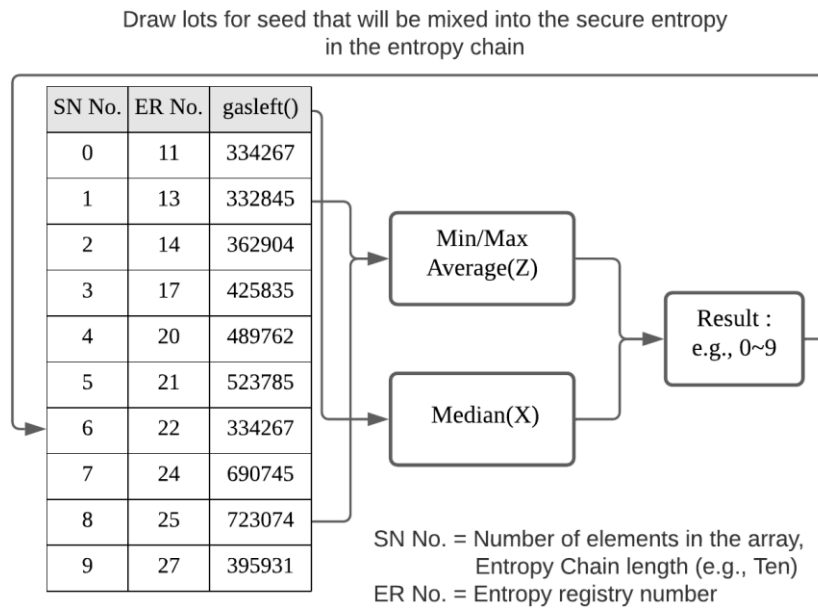 Draw lots for seed that will be mixed into the secure entropy
in the entropy chain
SN No. ER No. gasleft()
0 11 334267
1 13 332845
2 14 362904
3 17 425835
4 20 489762
5 21 523785
6 22 334267
7 24 690745
8 25 723074
9 27 395931
Min/Max
Average(Z)
Median(X)
Result :
e.g., 0~9
SN No. = Number of elements in the array,
Entropy Chain length (e.g., Ten)
ER No. = Entropy registry number